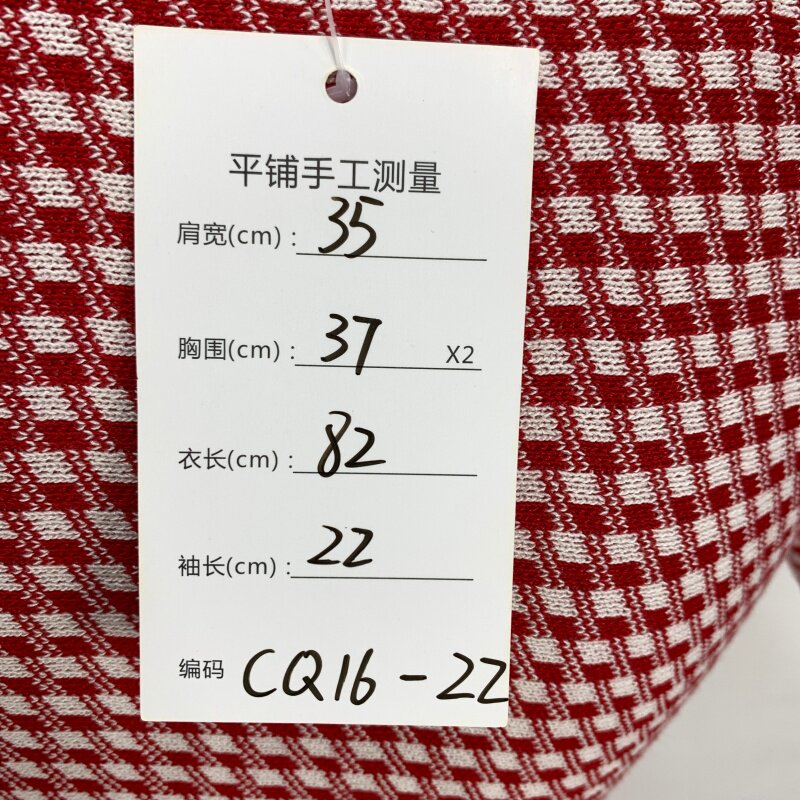 平铺手工测量
肩宽(cm)：35
胸围(cm)：37 X2
衣长(cm)：82
袖长(cm)：22
编码 CQ16-22